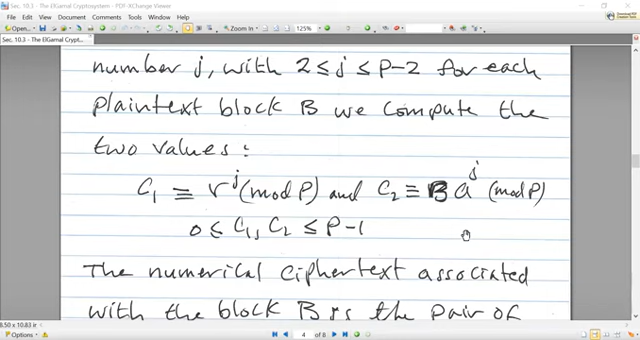 Sec. 10.3 - The ElGamal Cryptosystem - PDF-XChange Viewer
File Edit View Document Comments Tools Window Help
Open... Zoom In 125%
Sec. 10.3 - The ElGamal Crypt...
number j, with 2 ≤ j ≤ p-2 for each
plaintext block B we compute the
two values:
C₁ ≡ r^j (mod P) and C₂ ≡ B a^j (mod P)
0 ≤ C₁, C₂ ≤ P-1
The numerical ciphertext associated
with the block B is the pair of
8.50 x 10.83 in
Options 4 of 8